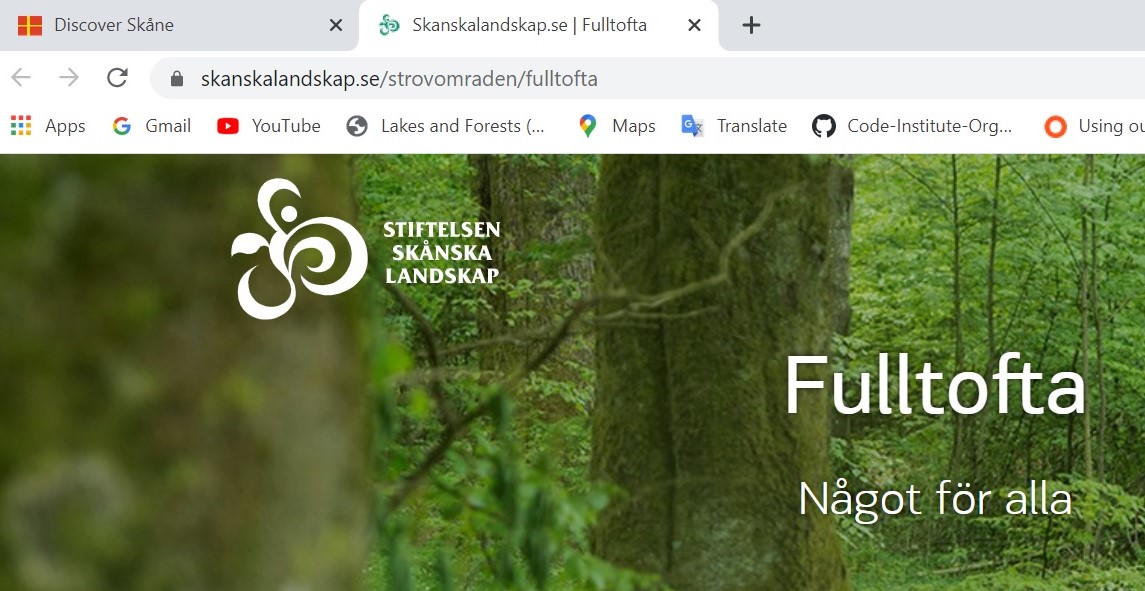 Discover Skåne
Skanskalandskap.se | Fulltofta
skanskalandskap.se/strovomraden/fulltofta
Apps Gmail YouTube Lakes and Forests (... Maps Translate Code-Institute-Org... Using ou
STIFTELSEN
SKÅNSKA
LANDSKAP
Fulltofta
Något för alla